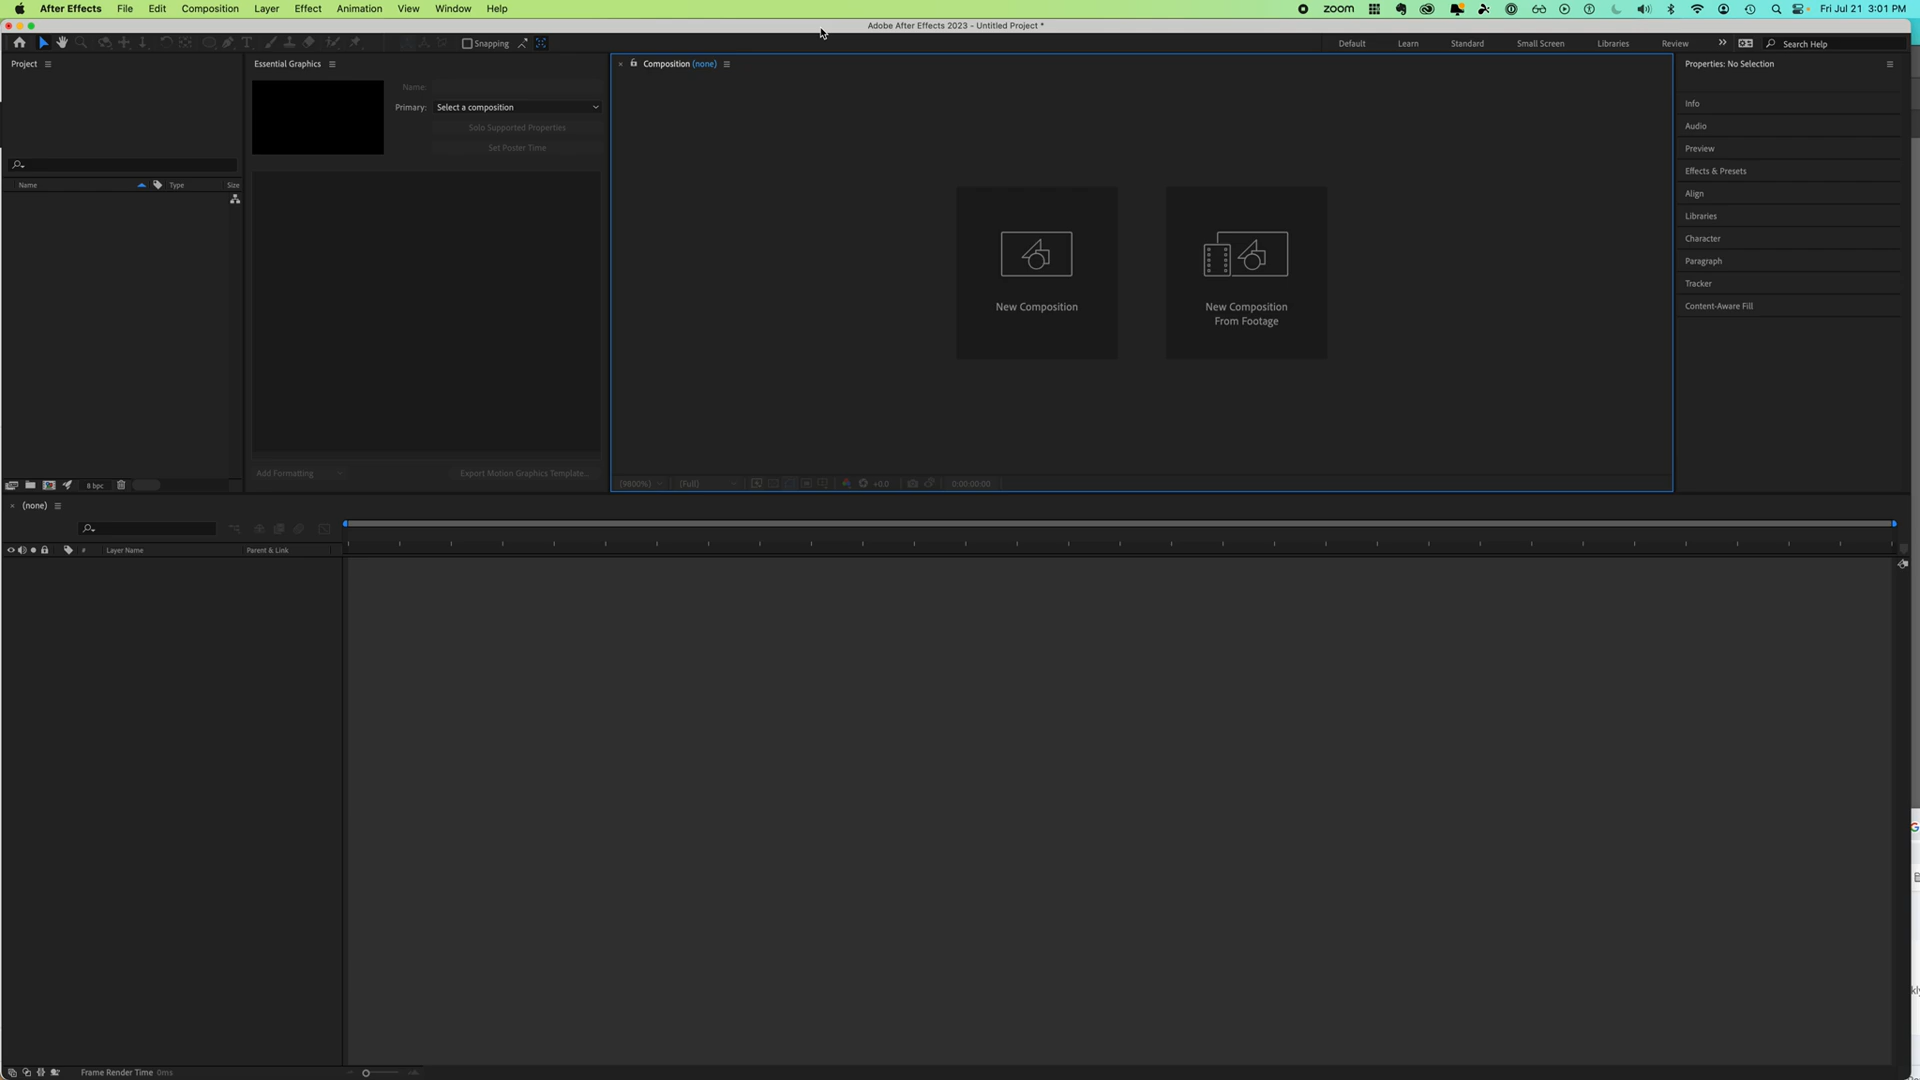 After Effects File Edit Composition Layer Effect Animation View Window Help zoom Fri Jul 21 3:01 PM
Adobe After Effects 2023 - Untitled Project *
Snapping Default Learn Standard Small Screen Libraries Review Search Help
Project
Essential Graphics
Composition (none)
Properties: No Selection
Name:
Primary: Select a composition
Solo Supported Properties
Set Poster Time
Name Type Size
New Composition
New Composition
From Footage
Info
Audio
Preview
Effects & Presets
Align
Libraries
Character
Paragraph
Tracker
Content-Aware Fill
Add Formatting Export Motion Graphics Template...
8 bpc
(9800%) (Full) +0.0 0:00:00:00
(none)
# Layer Name Parent & Link
Frame Render Time 0ms